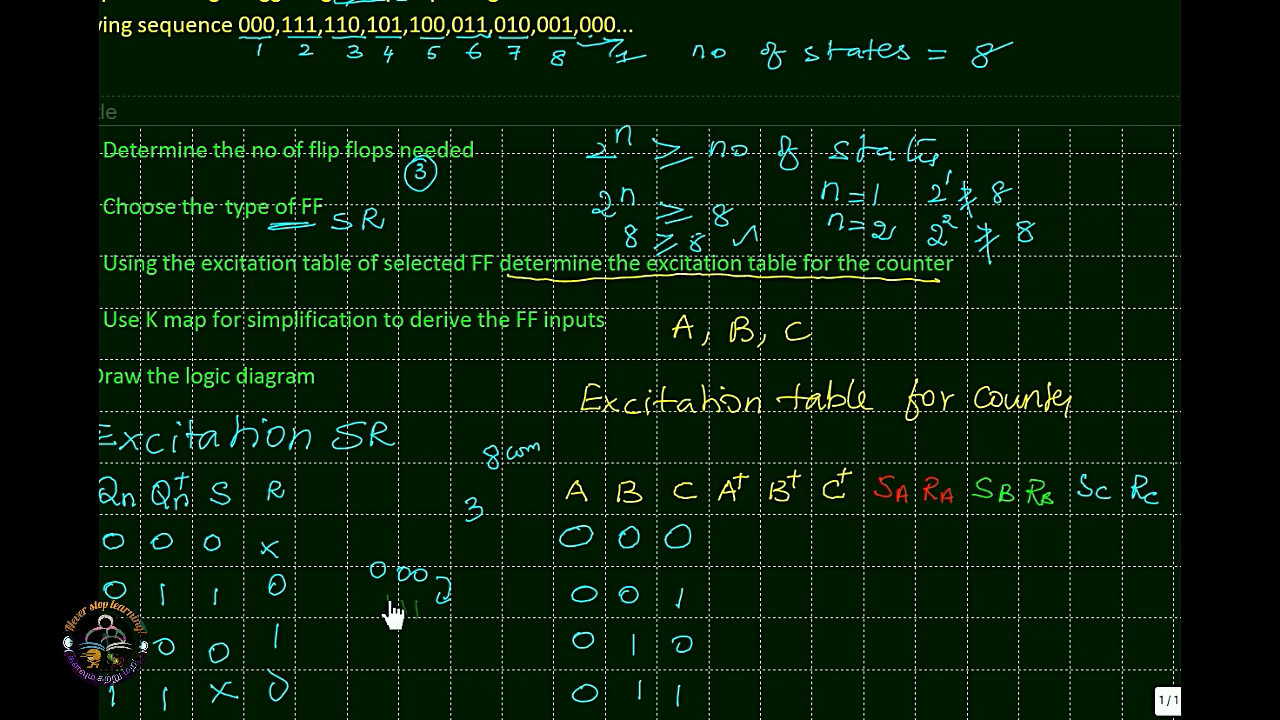 ving sequence 000,111,110,101,100,011,010,001,000...
1 2 3 4 5 6 7 8 1 no of states = 8
tle
Determine the no of flip flops needed
3
2^n ≥ no of states
Choose the type of FF SR
n=1 2^1 ≱ 8
2^n ≥ 8
n=2 2^2 ≱ 8
8 ≥ 8 ✓
Using the excitation table of selected FF determine the excitation table for the counter
Use K map for simplification to derive the FF inputs
A, B, C
Draw the logic diagram
Excitation table for counter
Excitation SR
8 com
3
Qn Qn+ S R
0 0 0 x
0 1 1 0
0 0 1
1 1 x 0
000
111
A B C A+ B+ C+ SA RA SB RB SC RC
0 0 0
0 0 1
0 1 0
0 1 1
Never stop learning!
1/1